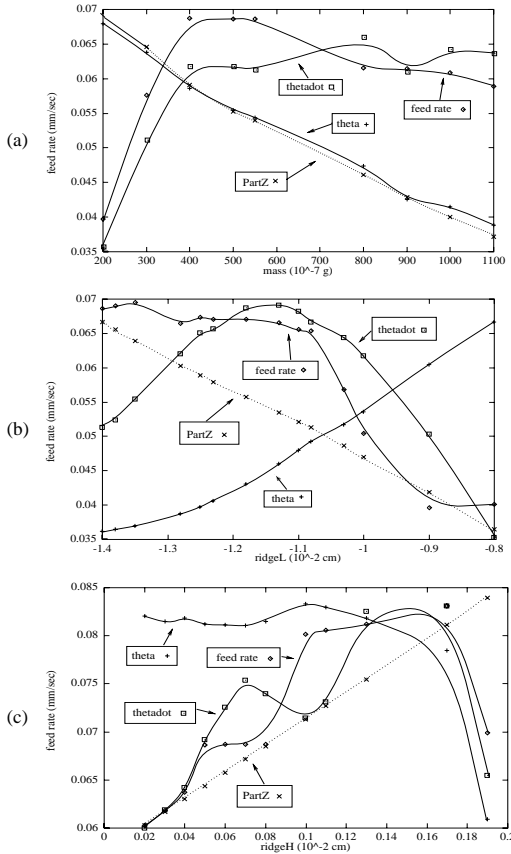 (a)
feed rate (mm/sec)
0.07
0.065
0.06
0.055
0.05
0.045
0.04
0.035
thetadot
feed rate
theta
PartZ
200 300 400 500 600 700 800 900 1000 1100
mass (10^-7 g)
(b)
feed rate (mm/sec)
0.07
0.065
0.06
0.055
0.05
0.045
0.04
0.035
thetadot
feed rate
PartZ
theta
-1.4 -1.3 -1.2 -1.1 -1 -0.9 -0.8
ridgeL (10^-2 cm)
(c)
feed rate (mm/sec)
0.085
0.08
0.075
0.07
0.065
0.06
theta
feed rate
thetadot
PartZ
0 0.02 0.04 0.06 0.08 0.1 0.12 0.14 0.16 0.18 0.2
ridgeH (10^-2 cm)